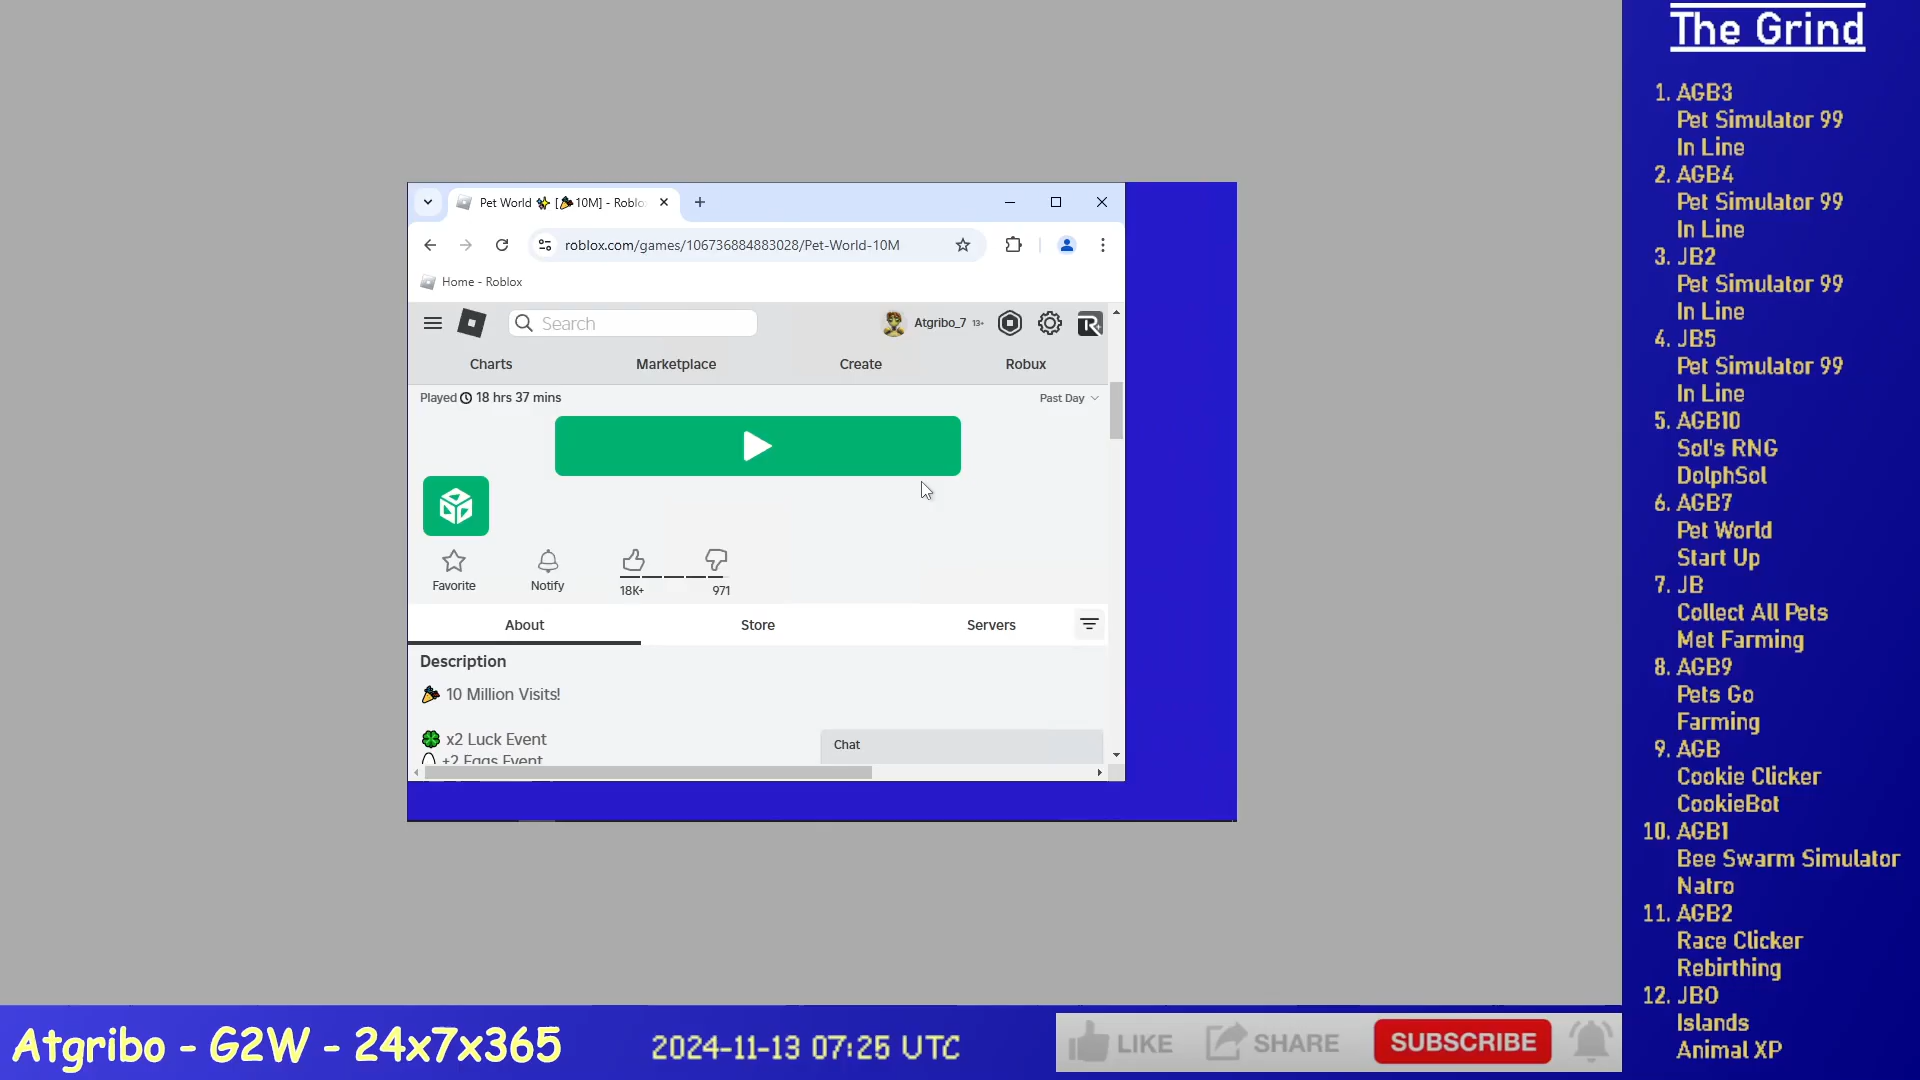 The Grind
1. AGB3
Pet Simulator 99
In Line
2. AGB4
Pet Simulator 99
In Line
3. JB2
Pet Simulator 99
In Line
4. JB5
Pet Simulator 99
In Line
5. AGB10
Sol's RNG
DolphSol
6. AGB7
Pet World
Start Up
7. JB
Collect All Pets
Met Farming
8. AGB9
Pets Go
Farming
9. AGB
Cookie Clicker
CookieBot
10. AGB1
Bee Swarm Simulator
Natro
11. AGB2
Race Clicker
Rebirthing
12. JB0
Islands
Animal XP
Pet World ✨ [🎉10M] - Roblo
roblox.com/games/106736884883028/Pet-World-10M
Home - Roblox
Search
Atgribo_7 13+
Charts Marketplace Create Robux
Played 18 hrs 37 mins
Past Day
Favorite Notify 18K+ 971
About Store Servers
Description
🎉 10 Million Visits!
🍀 x2 Luck Event
+2 Eggs Event
Chat
Atgribo - G2W - 24x7x365
2024-11-13 07:25 UTC
LIKE SHARE SUBSCRIBE